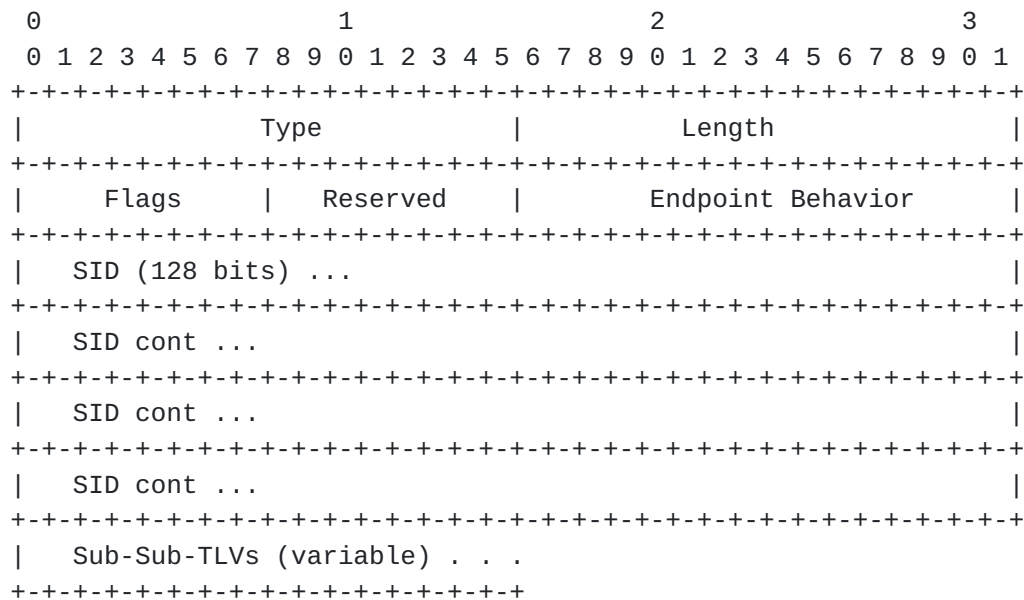 0                   1                   2                   3
 0 1 2 3 4 5 6 7 8 9 0 1 2 3 4 5 6 7 8 9 0 1 2 3 4 5 6 7 8 9 0 1
+-+-+-+-+-+-+-+-+-+-+-+-+-+-+-+-+-+-+-+-+-+-+-+-+-+-+-+-+-+-+-+-+
|               Type            |          Length               |
+-+-+-+-+-+-+-+-+-+-+-+-+-+-+-+-+-+-+-+-+-+-+-+-+-+-+-+-+-+-+-+-+
|     Flags     |   Reserved    |        Endpoint Behavior      |
+-+-+-+-+-+-+-+-+-+-+-+-+-+-+-+-+-+-+-+-+-+-+-+-+-+-+-+-+-+-+-+-+
|   SID (128 bits) ...                                          |
+-+-+-+-+-+-+-+-+-+-+-+-+-+-+-+-+-+-+-+-+-+-+-+-+-+-+-+-+-+-+-+-+
|   SID cont ...                                                |
+-+-+-+-+-+-+-+-+-+-+-+-+-+-+-+-+-+-+-+-+-+-+-+-+-+-+-+-+-+-+-+-+
|   SID cont ...                                                |
+-+-+-+-+-+-+-+-+-+-+-+-+-+-+-+-+-+-+-+-+-+-+-+-+-+-+-+-+-+-+-+-+
|   SID cont ...                                                |
+-+-+-+-+-+-+-+-+-+-+-+-+-+-+-+-+-+-+-+-+-+-+-+-+-+-+-+-+-+-+-+-+
|   Sub-Sub-TLVs (variable) . . .
+-+-+-+-+-+-+-+-+-+-+-+-+-+-+-+-+